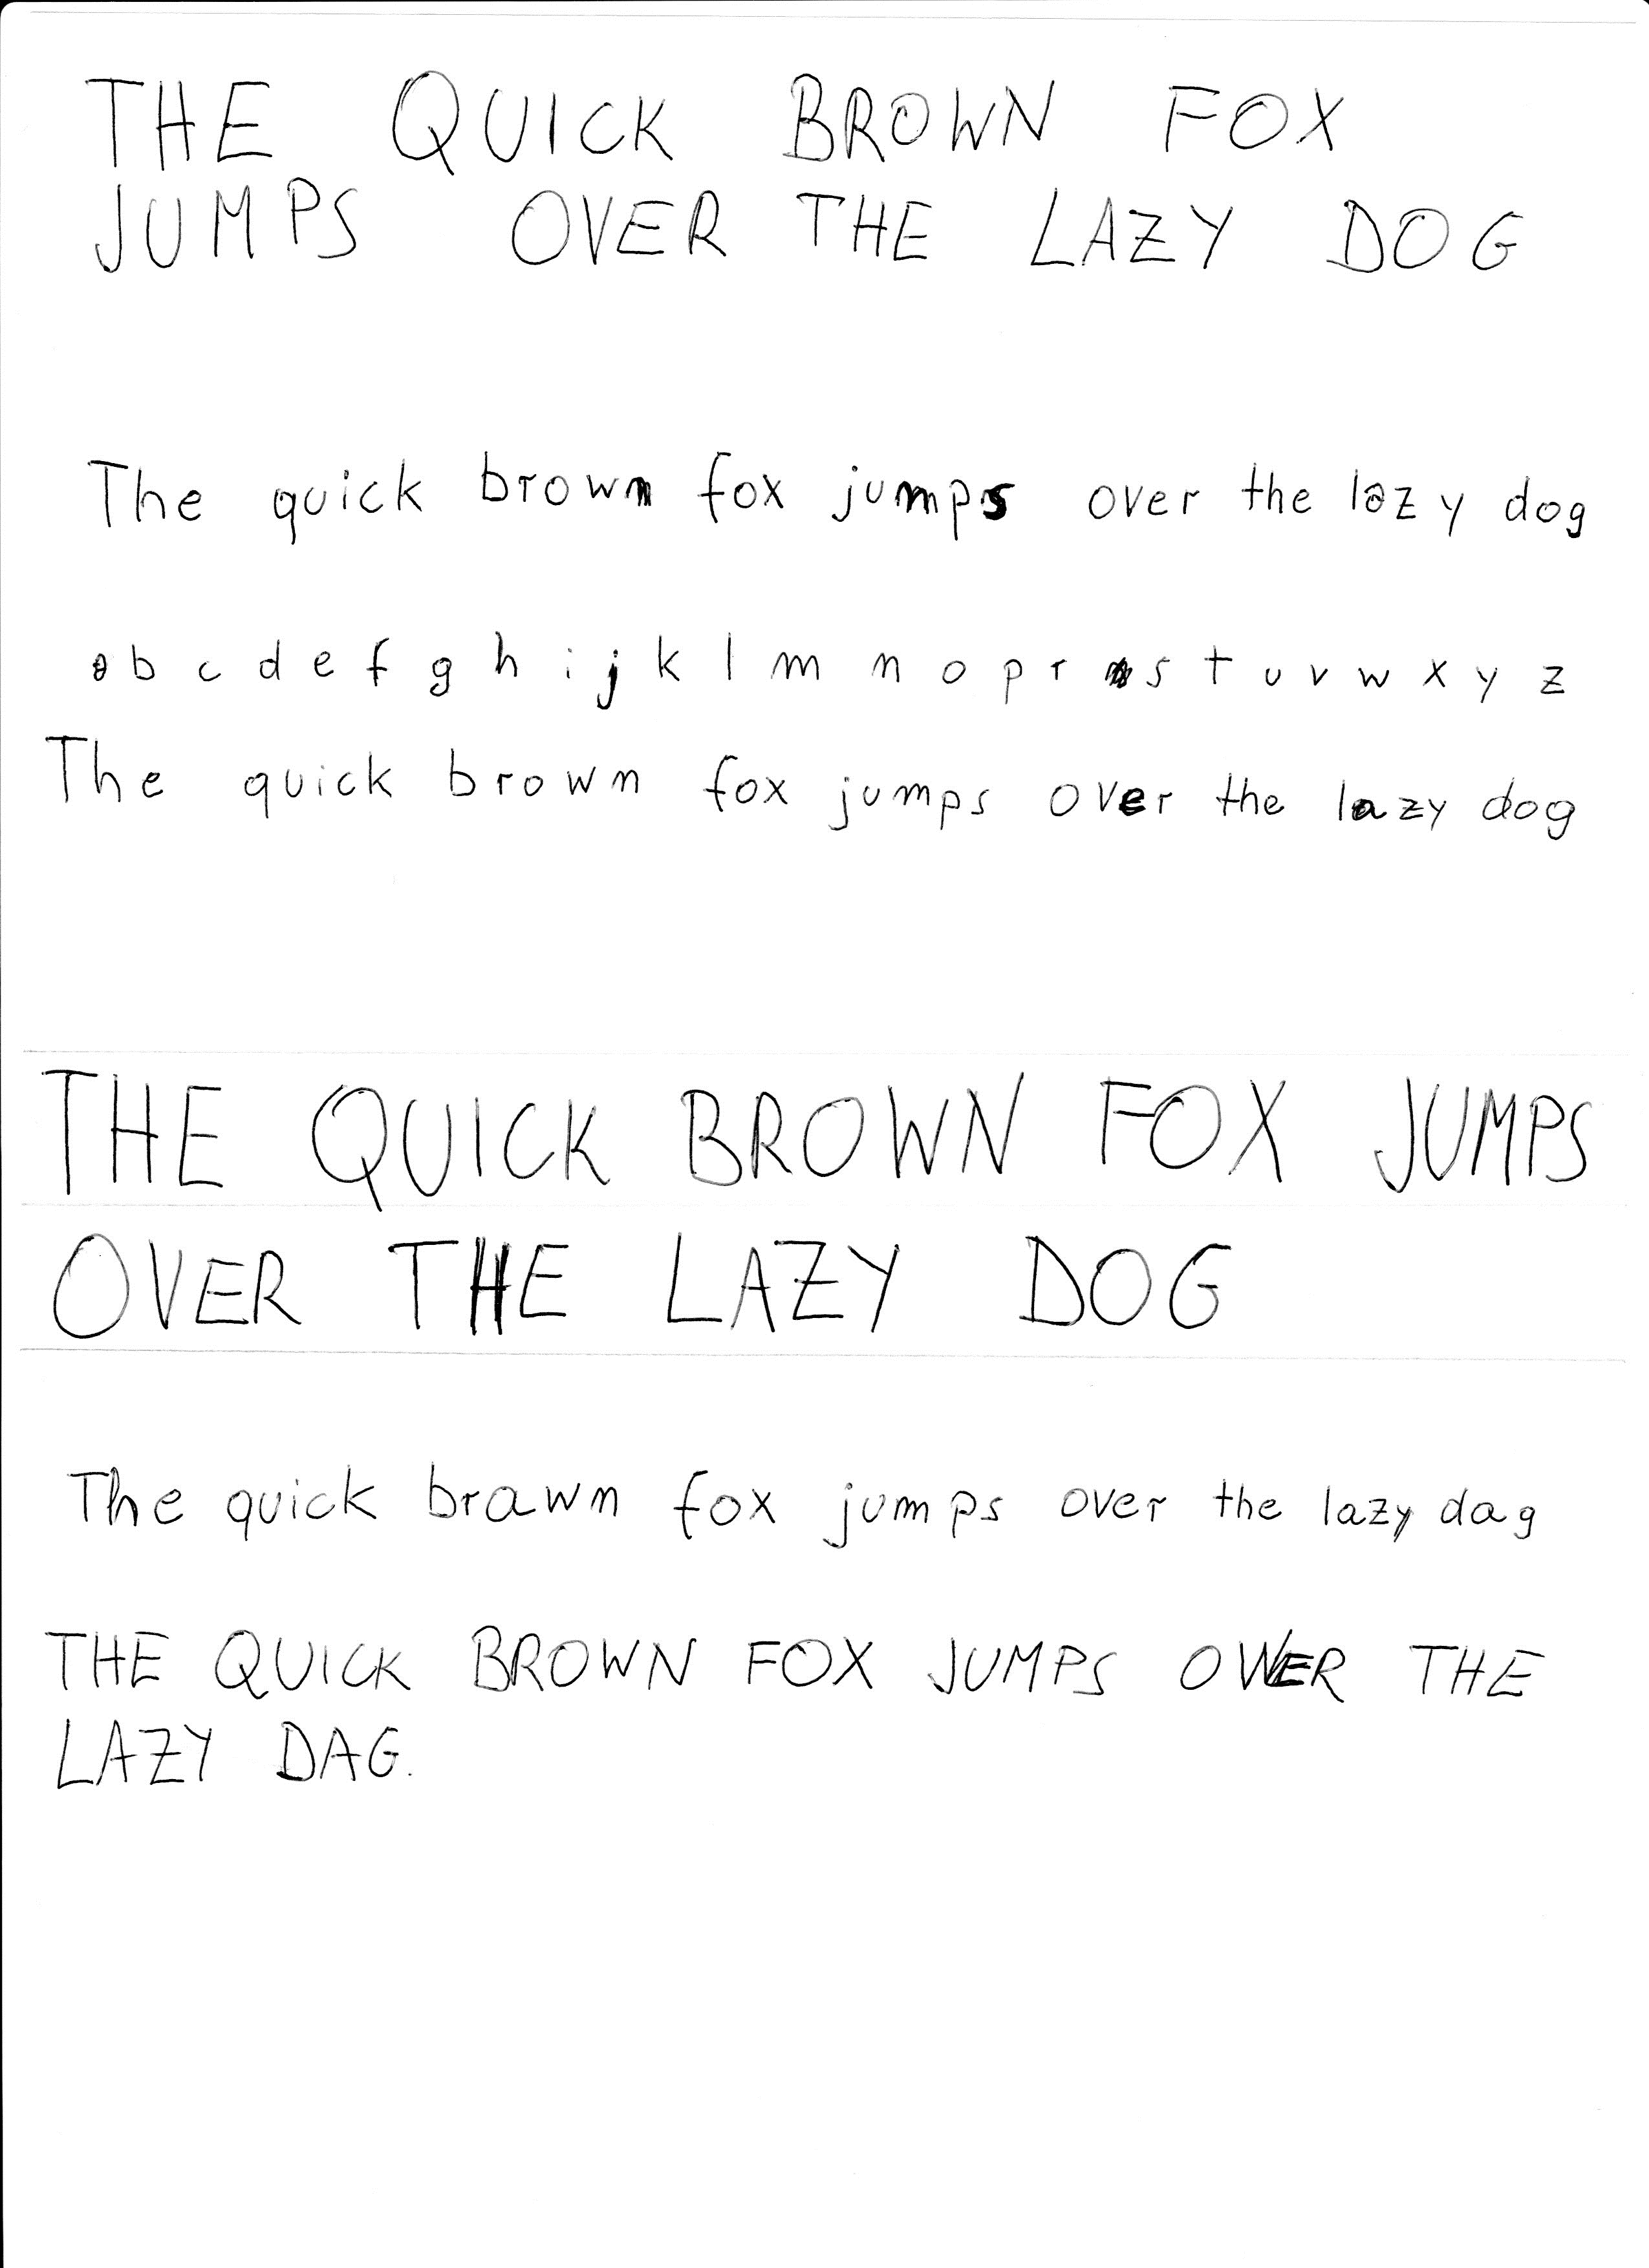 THE QUICK BROWN FOX
JUMPS OVER THE LAZY DOG
The quick brown fox jumps over the lazy dog
a b c d e f g h i j k l m n o p r s t u v w x y z
The quick brown fox jumps over the lazy dog
THE QUICK BROWN FOX JUMPS
OVER THE LAZY DOG
The quick brawn fox jumps over the lazy dag
THE QUICK BROWN FOX JUMPS OVER THE
LAZY DAG.